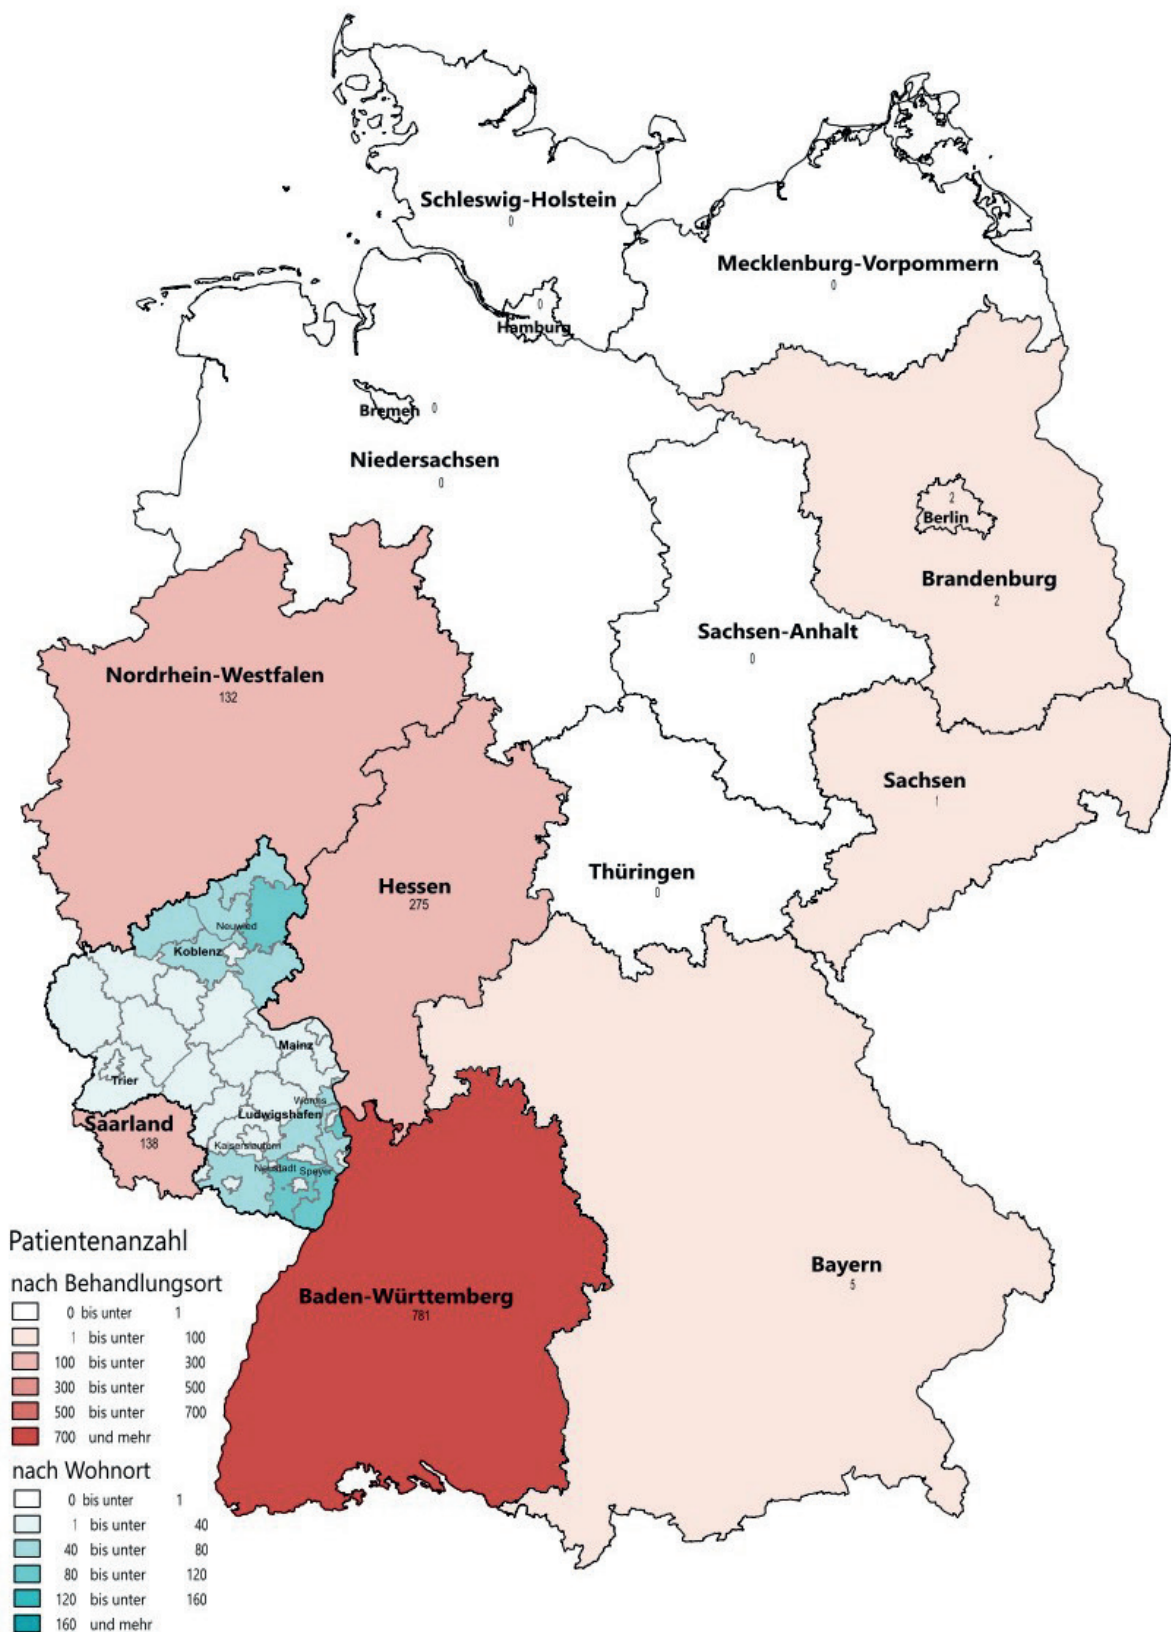 Schleswig-Holstein
0
Mecklenburg-Vorpommern
0
0
Hamburg
Bremen 0
Niedersachsen
0
2
Berlin
Brandenburg
2
Sachsen-Anhalt
0
Nordrhein-Westfalen
132
Sachsen
1
Thüringen
0
Hessen
275
Neuwied
Koblenz
Mainz
Trier
Worms
Ludwigshafen
Saarland
138
Kaiserslautern
Neustadt Speyer
Bayern
5
Baden-Württemberg
781
Patientenanzahl
nach Behandlungsort
0 bis unter 1
1 bis unter 100
100 bis unter 300
300 bis unter 500
500 bis unter 700
700 und mehr
nach Wohnort
0 bis unter 1
1 bis unter 40
40 bis unter 80
80 bis unter 120
120 bis unter 160
160 und mehr